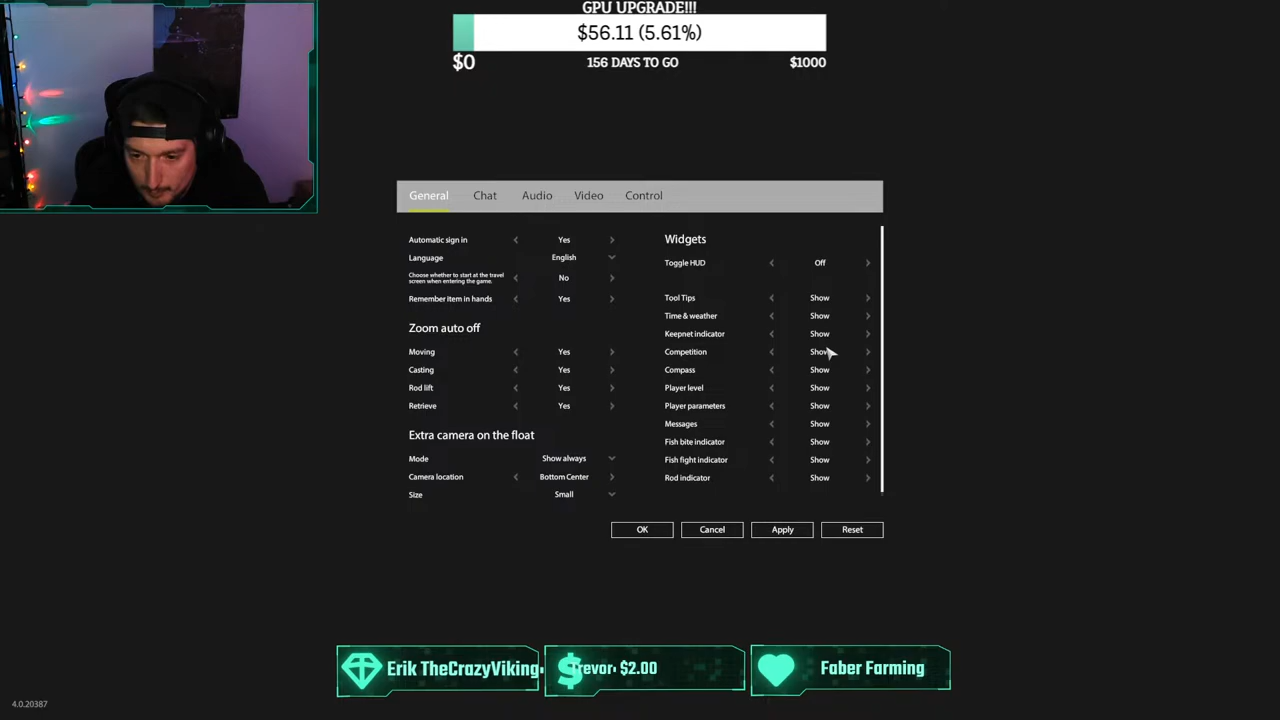 GPU UPGRADE!!!
$56.11 (5.61%)
$0 156 DAYS TO GO $1000
General Chat Audio Video Control
Automatic sign in Yes
Language English
Choose whether to start at the travel
screen when entering the game. No
Remember item in hands Yes
Zoom auto off
Moving Yes
Casting Yes
Rod lift Yes
Retrieve Yes
Extra camera on the float
Mode Show always
Camera location Bottom Center
Size Small
Widgets
Toggle HUD Off
Tool Tips Show
Time & weather Show
Keepnet indicator Show
Competition Show
Compass Show
Player level Show
Player parameters Show
Messages Show
Fish bite indicator Show
Fish fight indicator Show
Rod indicator Show
OK Cancel Apply Reset
Erik TheCrazyViking Trevor: $2.00 Faber Farming
4.0.20387